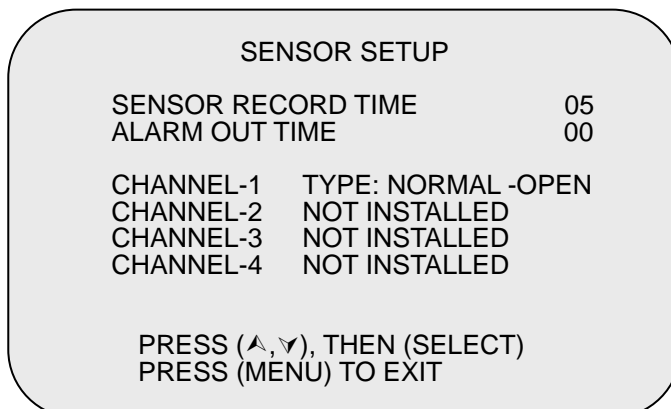 SENSOR SETUP
SENSOR RECORD TIME 05
ALARM OUT TIME 00
CHANNEL-1 TYPE: NORMAL -OPEN
CHANNEL-2 NOT INSTALLED
CHANNEL-3 NOT INSTALLED
CHANNEL-4 NOT INSTALLED
PRESS (⮝,⮟), THEN (SELECT)
PRESS (MENU) TO EXIT